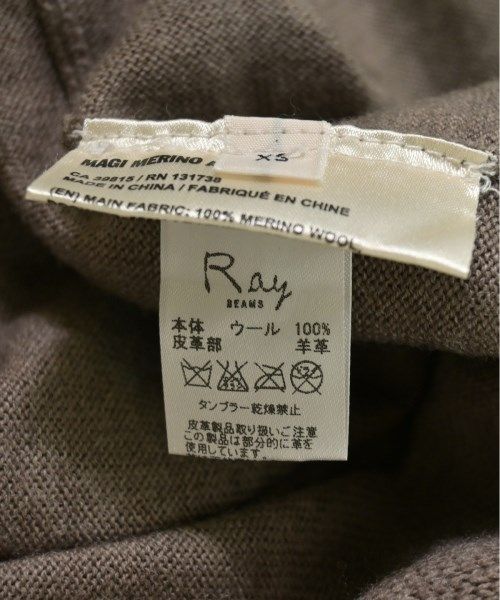 XS
MAGI MERINO
CA 39815 / RN 131738
MADE IN CHINA / FABRIQUÉ EN CHINE
(EN) MAIN FABRIC: 100% MERINO WOOL
Ray
BEAMS
本体 ウール 100%
皮革部 羊革
タンブラー乾燥禁止
皮革製品取り扱いご注意
この製品は部分的に革を
使用しています。